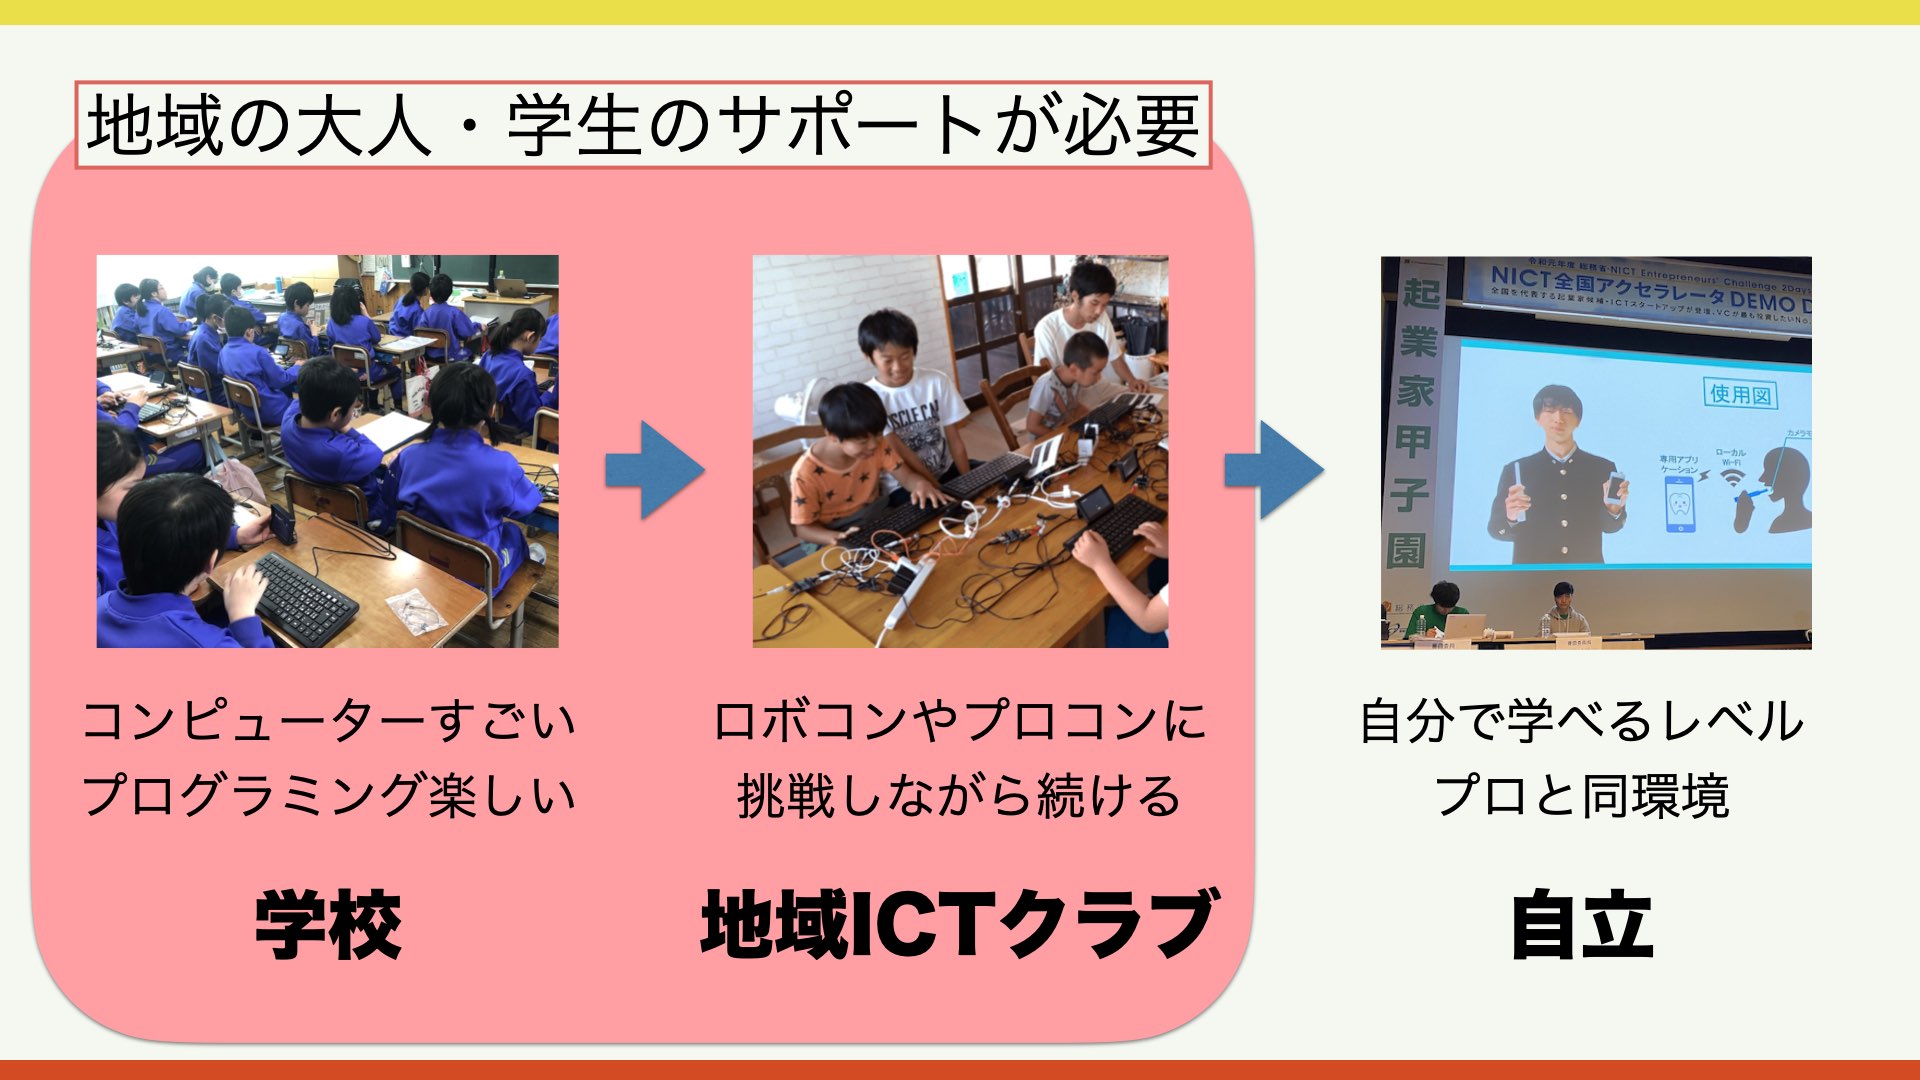 地域の大人・学生のサポートが必要
令和元年度 総務省・NICT Entrepreneurs' Challenge 2Days
NICT全国アクセラレータDEMO D
全国を代表する起業家候補・ICTスタートアップが登壇、VCが最も投資したいNo.
起業家甲子園
使用図
カメラモ
専用アプリ
ケーション
ローカル
Wi-Fi
MUSCLE CA
コンピューターすごい
プログラミング楽しい
ロボコンやプロコンに
挑戦しながら続ける
自分で学べるレベル
プロと同環境
学校
地域ICTクラブ
自立